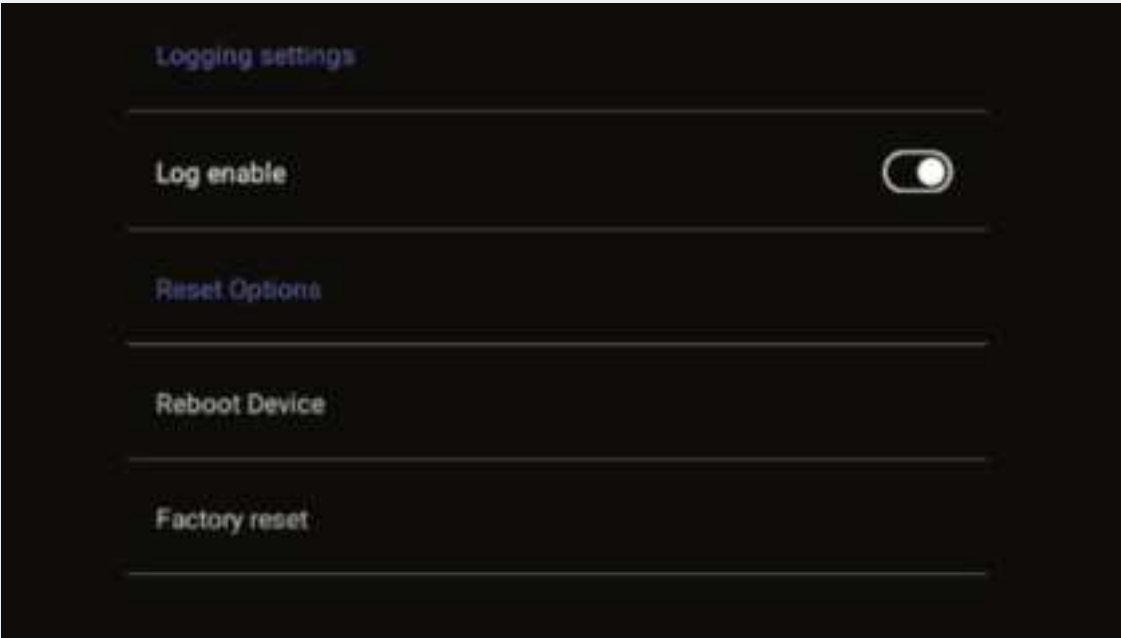 Logging settings
Log enable
Reset Options
Reboot Device
Factory reset